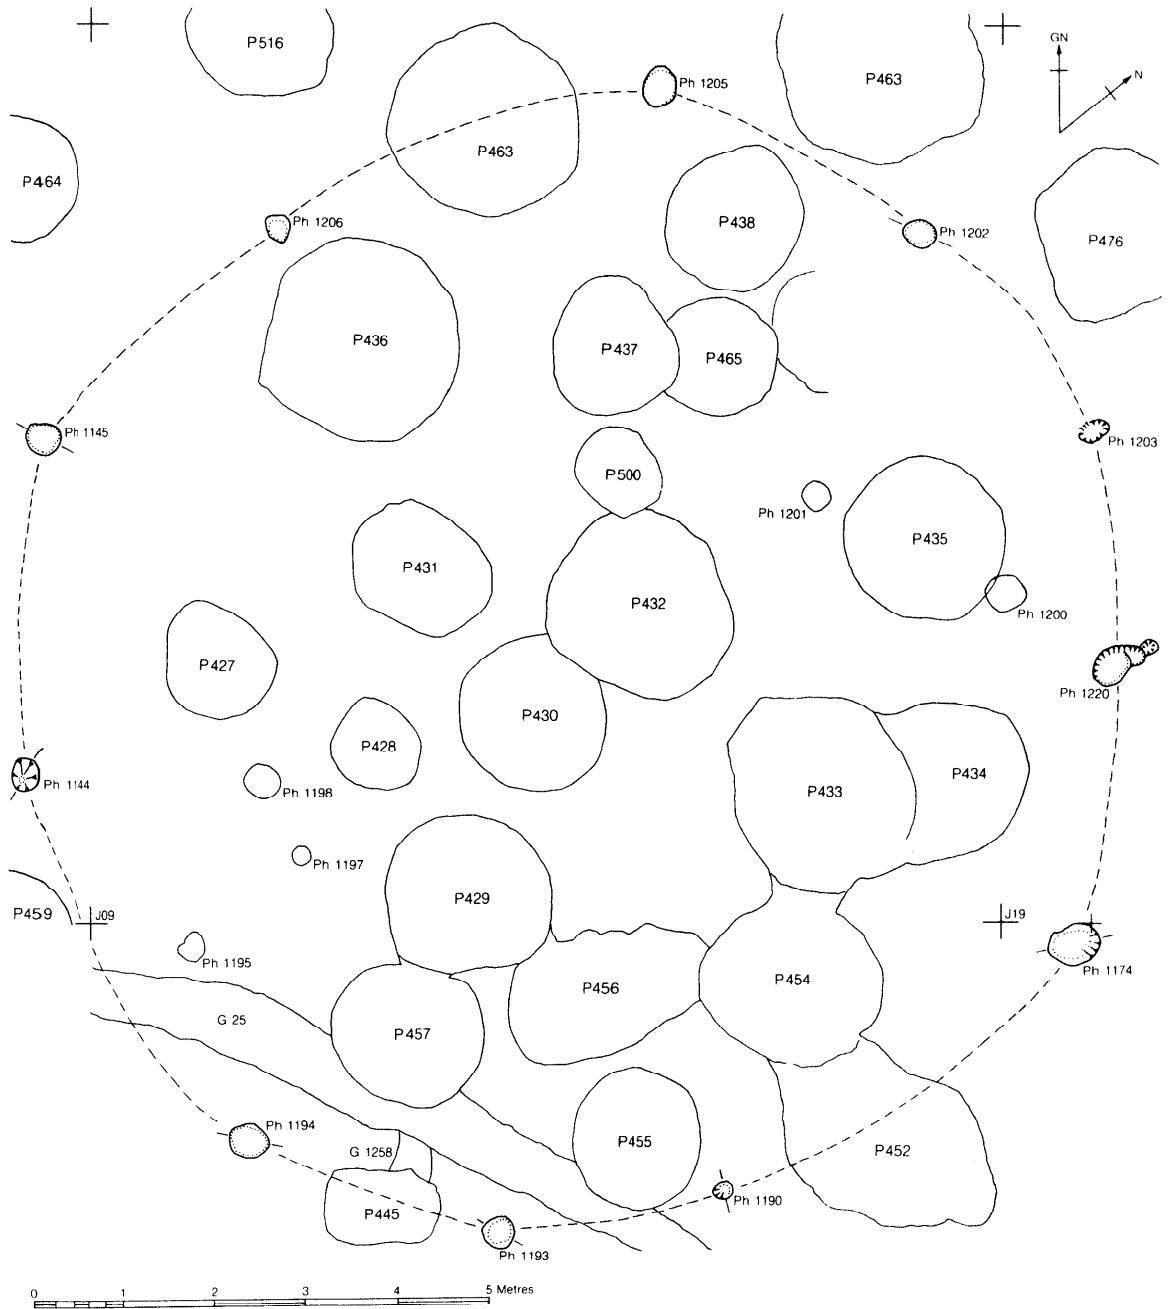 P516
GN
N
Ph 1205
P463
P463
P464
P438
Ph 1206
Ph 1202
P476
P436
P437
P465
Ph 1145
Ph 1203
P500
Ph 1201
P435
P431
P432
Ph 1200
P427
Ph 1220
P430
P428
P434
Ph 1144
Ph 1198
P433
Ph 1197
P429
P459
J09
J19
Ph 1195
Ph 1174
P454
P456
G 25
P457
Ph 1194
P455
G 1258
P452
Ph 1190
P445
Ph 1193
0 1 2 3 4 5 Metres